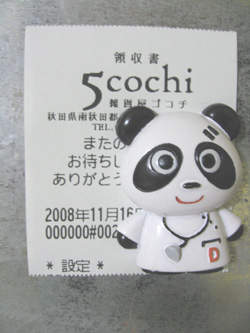 領収書
5cochi
雑画屋ゴコチ
秋田県南秋田郡
TEL.
またの
お待ちし
ありがとう
2008年11月16
000000#002
* 設定 *
D